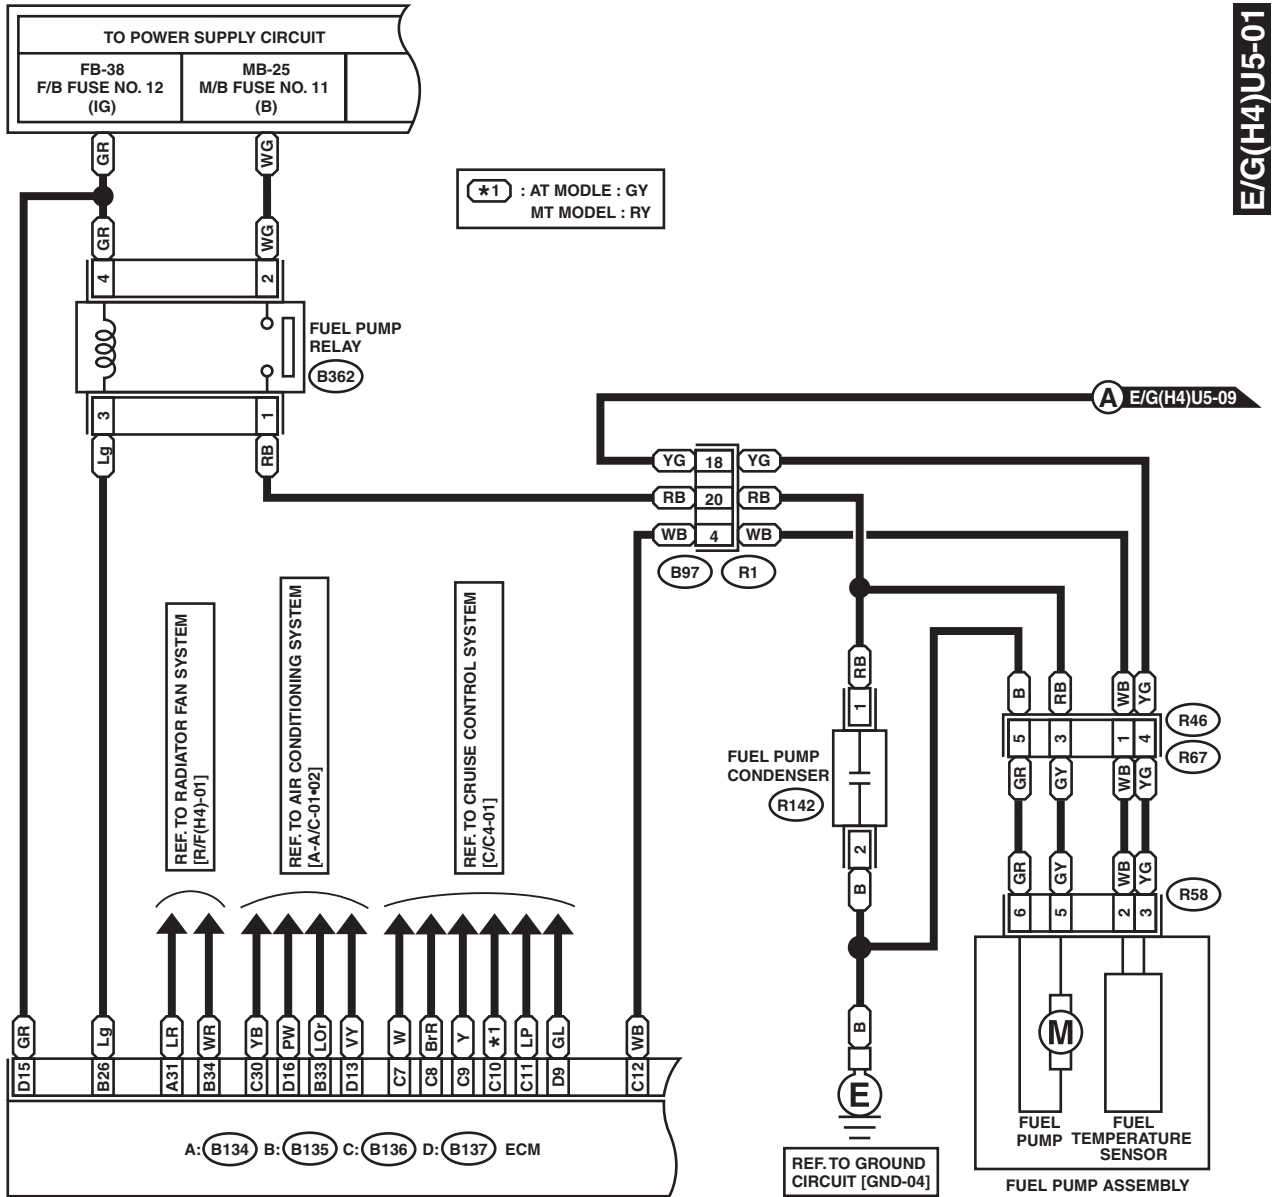 E/G(H4)U5-01
TO POWER SUPPLY CIRCUIT
FB-38
F/B FUSE NO. 12
(IG)
MB-25
M/B FUSE NO. 11
(B)
GR
WG
*1 : AT MODLE : GY
MT MODEL : RY
GR
WG
4
2
FUEL PUMP
RELAY
B362
3
1
Lg
RB
A E/G(H4)U5-09
YG 18 YG
RB 20 RB
WB 4 WB
B97 R1
REF. TO RADIATOR FAN SYSTEM
[R/F(H4)-01]
REF. TO AIR CONDITIONING SYSTEM
[A-A/C-01•02]
REF. TO CRUISE CONTROL SYSTEM
[C/C4-01]
RB
1
FUEL PUMP
CONDENSER
R142
2
B
B
E
REF. TO GROUND
CIRCUIT [GND-04]
B RB WB YG
R46
5 3 1 4
R67
GR GY WB YG
GR GY WB YG
R58
6 5 2 3
M
FUEL
PUMP
FUEL
TEMPERATURE
SENSOR
FUEL PUMP ASSEMBLY
GR Lg LR WR YB PW LOr VY W BrR Y *1 LP GL WB
D15 B26 A31 B34 C30 D16 B33 D13 C7 C8 C9 C10 C11 D9 C12
A: B134 B: B135 C: B136 D: B137 ECM